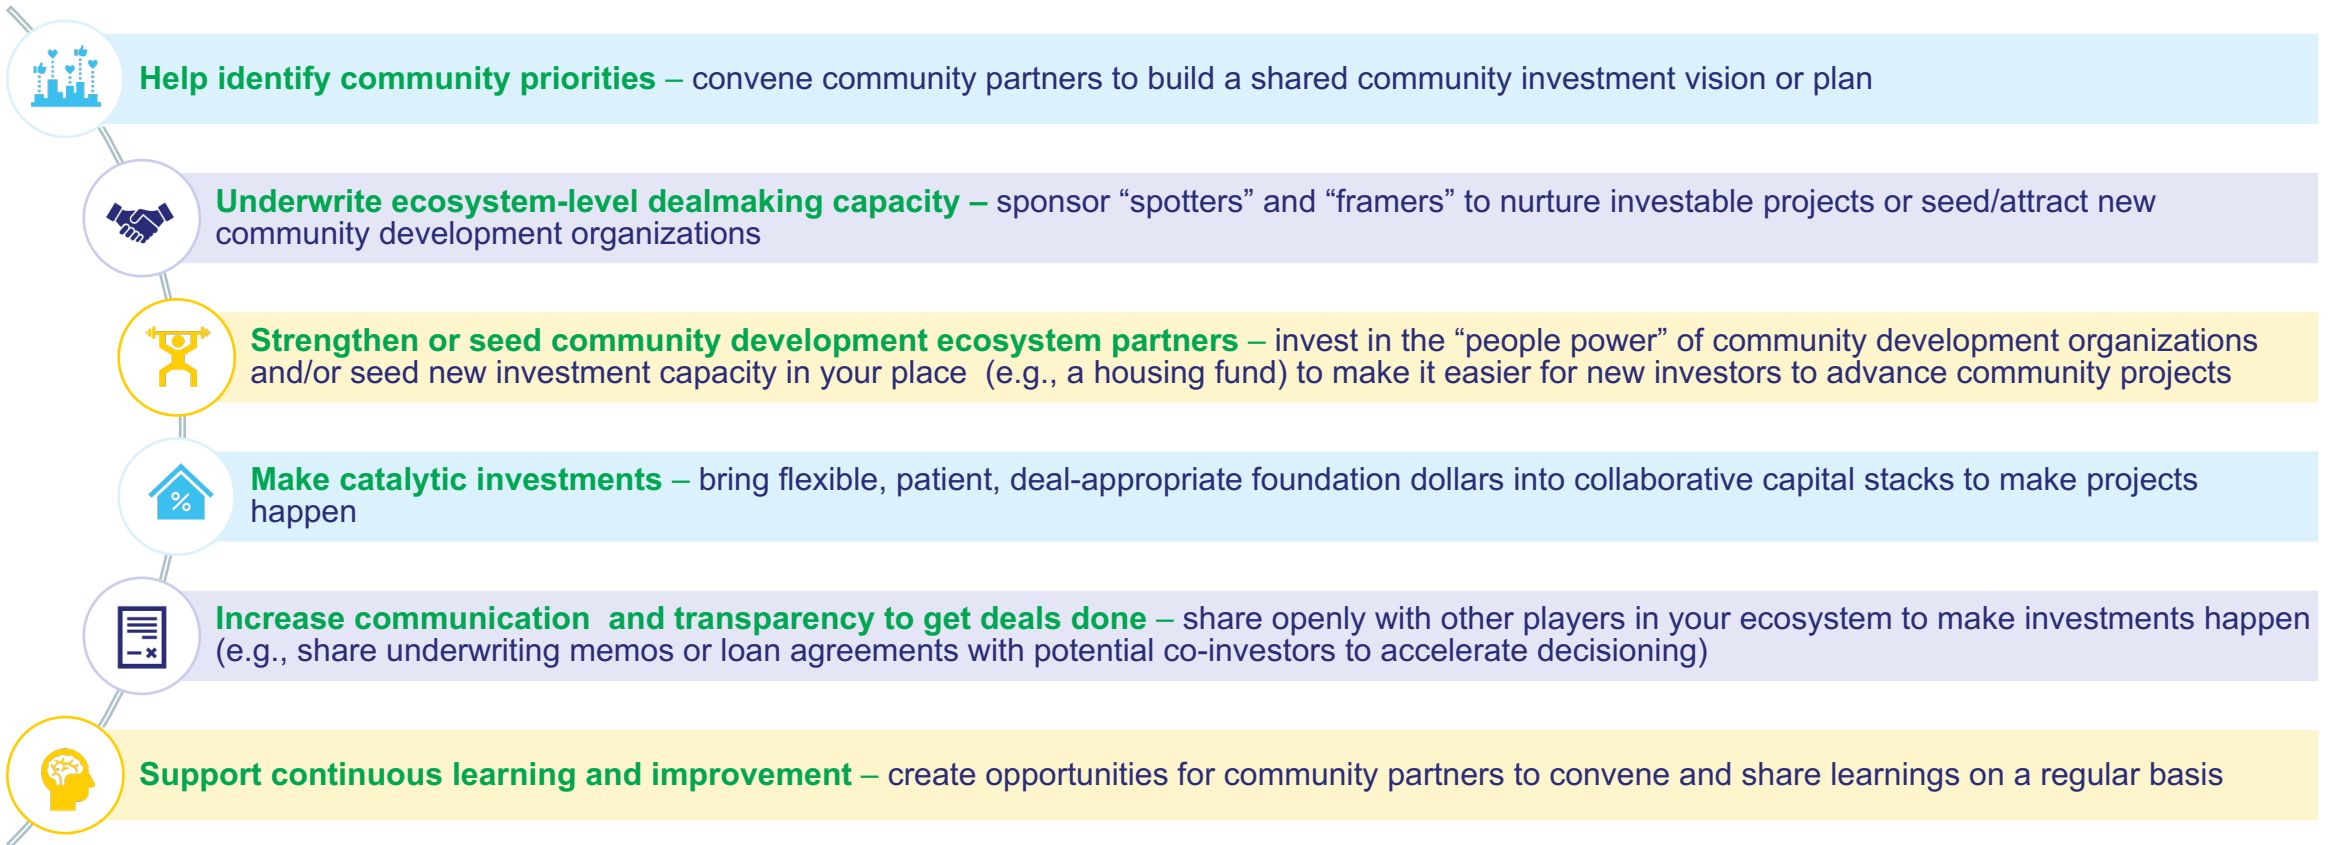 Help identify community priorities – convene community partners to build a shared community investment vision or plan
Underwrite ecosystem-level dealmaking capacity – sponsor “spotters” and “framers” to nurture investable projects or seed/attract new
community development organizations
Strengthen or seed community development ecosystem partners – invest in the “people power” of community development organizations
and/or seed new investment capacity in your place  (e.g., a housing fund) to make it easier for new investors to advance community projects
%
Make catalytic investments – bring flexible, patient, deal-appropriate foundation dollars into collaborative capital stacks to make projects
happen
Increase communication  and transparency to get deals done – share openly with other players in your ecosystem to make investments happen
(e.g., share underwriting memos or loan agreements with potential co-investors to accelerate decisioning)
Support continuous learning and improvement – create opportunities for community partners to convene and share learnings on a regular basis